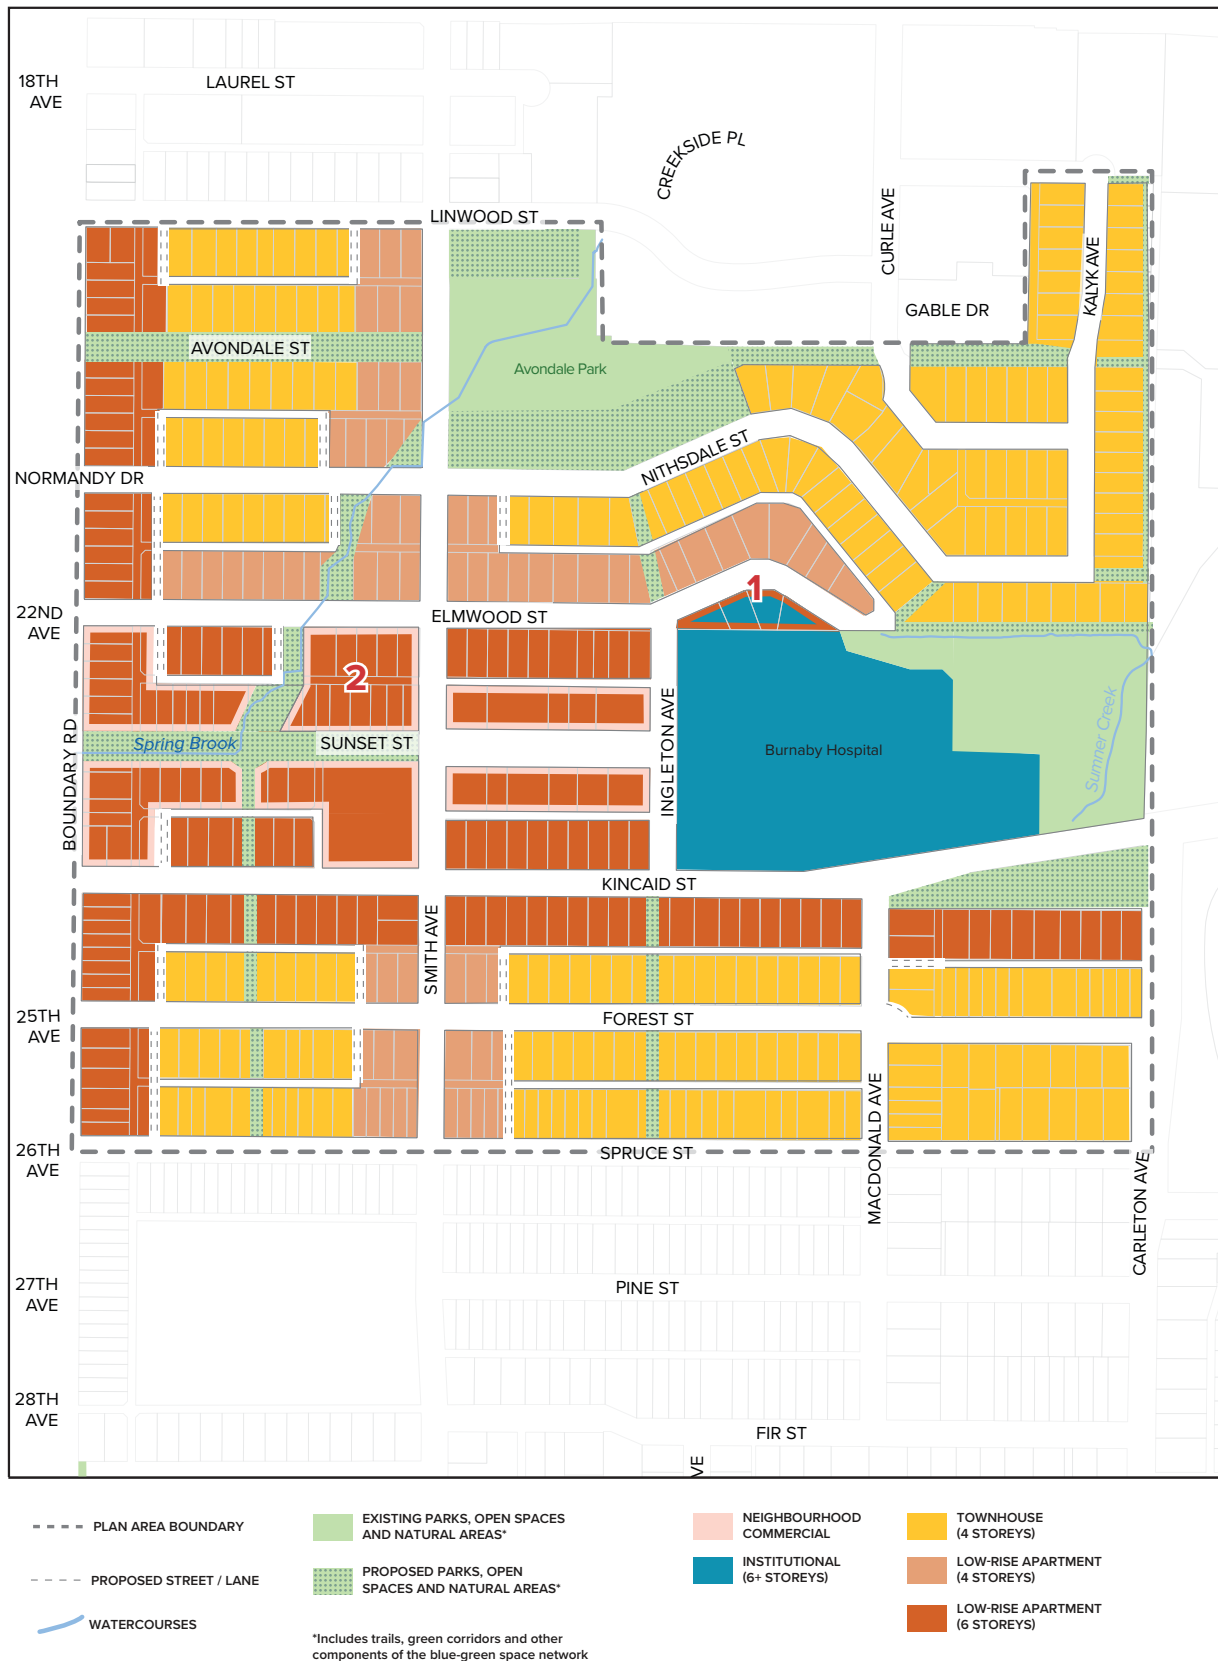 18TH
AVE
LAUREL ST
CREEKSIDE PL
CURLE AVE
LINWOOD ST
KALYK AVE
GABLE DR
AVONDALE ST
Avondale Park
NITHSDALE ST
NORMANDY DR
1
22ND
AVE
ELMWOOD ST
2
INGLETON AVE
BOUNDARY RD
Spring Brook
SUNSET ST
Burnaby Hospital
Sumner Creek
KINCAID ST
SMITH AVE
25TH
AVE
FOREST ST
MACDONALD AVE
26TH
AVE
SPRUCE ST
CARLETON AVE
27TH
AVE
PINE ST
28TH
AVE
FIR ST
VE
PLAN AREA BOUNDARY
PROPOSED STREET / LANE
WATERCOURSES
EXISTING PARKS, OPEN SPACES
AND NATURAL AREAS*
PROPOSED PARKS, OPEN
SPACES AND NATURAL AREAS*
*Includes trails, green corridors and other
components of the blue-green space network
NEIGHBOURHOOD
COMMERCIAL
INSTITUTIONAL
(6+ STOREYS)
TOWNHOUSE
(4 STOREYS)
LOW-RISE APARTMENT
(4 STOREYS)
LOW-RISE APARTMENT
(6 STOREYS)